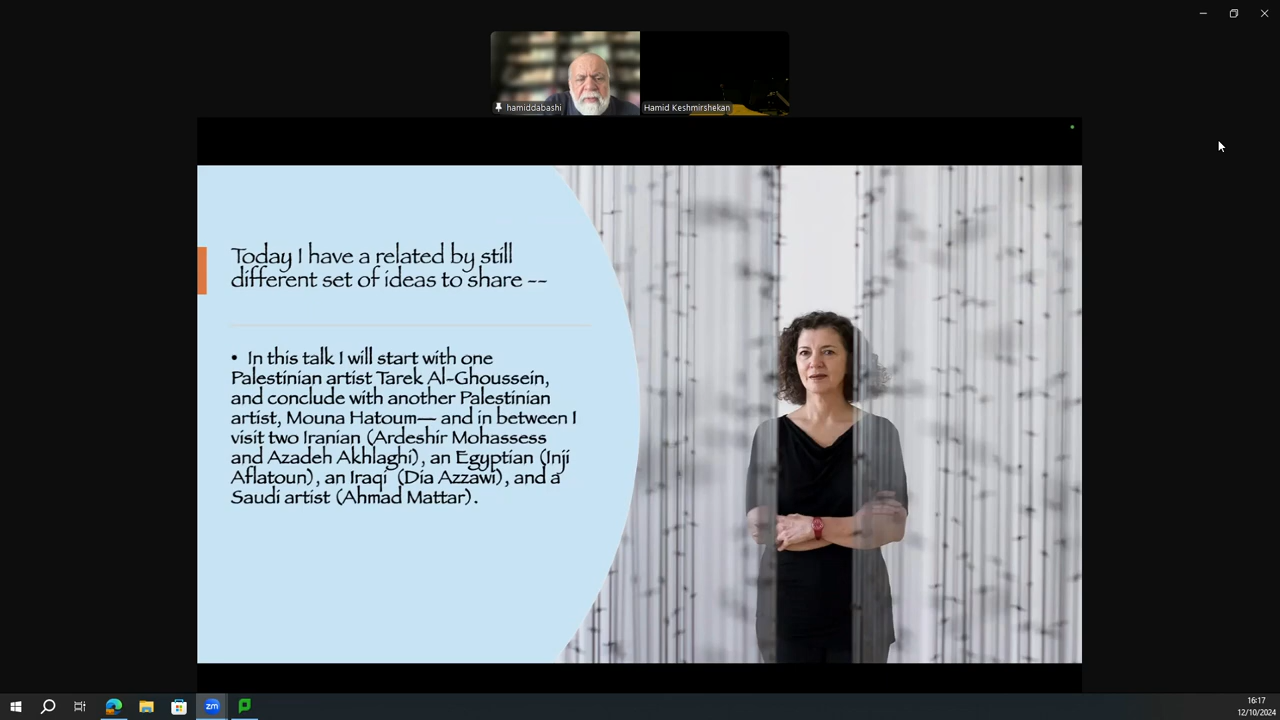 hamiddabashi
Hamid Keshmirshekan
Today I have a related by still
different set of ideas to share --
• In this talk I will start with one
Palestinian artist Tarek Al-Ghoussein,
and conclude with another Palestinian
artist, Mouna Hatoum— and in between I
visit two Iranian (Ardeshir Mohassess
and Azadeh Akhlaghi), an Egyptian (Inji
Aflatoun), an Iraqi (Dia Azzawi), and a
Saudi artist (Ahmad Mattar).
zm
16:17
12/10/2024